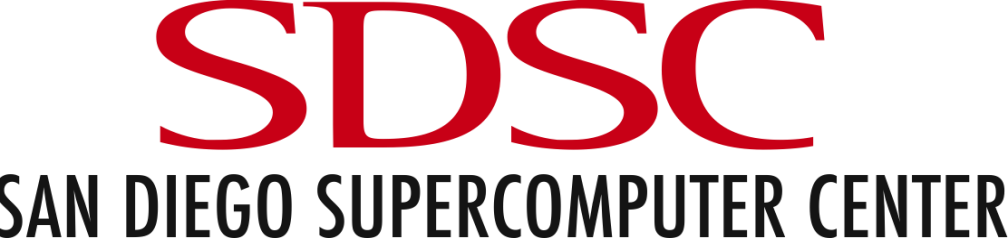 SDSC
SAN DIEGO SUPERCOMPUTER CENTER